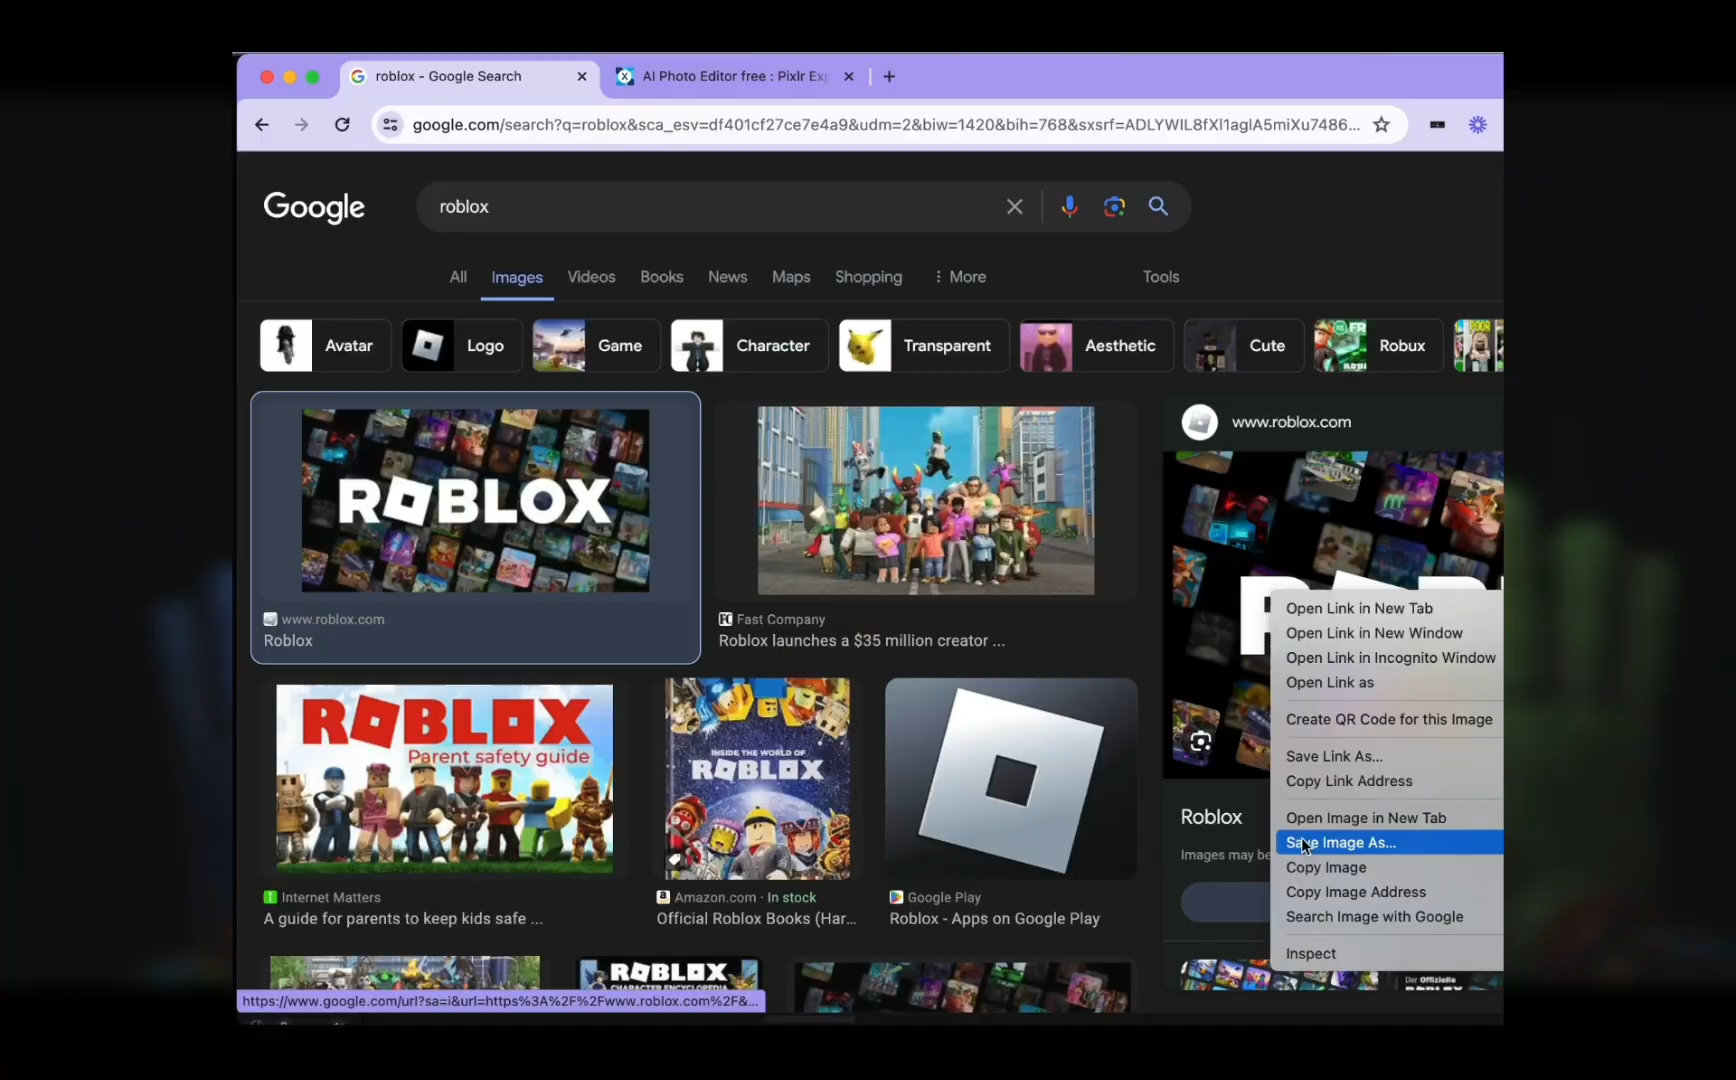 roblox - Google Search
AI Photo Editor free : Pixlr Ex
google.com/search?q=roblox&sca_esv=df401cf27ce7e4a9&udm=2&biw=1420&bih=768&sxsrf=ADLYWIL8fXl1aglA5miXu7486...
Google
roblox
All Images Videos Books News Maps Shopping More Tools
Avatar Logo Game Character Transparent Aesthetic Cute Robux
ROBLOX
www.roblox.com
Roblox
Fast Company
Roblox launches a $35 million creator ...
www.roblox.com
Open Link in New Tab
Open Link in New Window
Open Link in Incognito Window
Open Link as
Create QR Code for this Image
Save Link As...
Copy Link Address
Open Image in New Tab
Save Image As...
Copy Image
Copy Image Address
Search Image with Google
Inspect
Roblox
Images may be
ROBLOX
Parent safety guide
Internet Matters
A guide for parents to keep kids safe ...
INSIDE THE WORLD OF
ROBLOX
Amazon.com · In stock
Official Roblox Books (Har...
Google Play
Roblox - Apps on Google Play
ROBLOX
CHARACTER ENCYCLOPEDIA
Der Offizielle
https://www.google.com/url?sa=i&url=https%3A%2F%2Fwww.roblox.com%2F&...